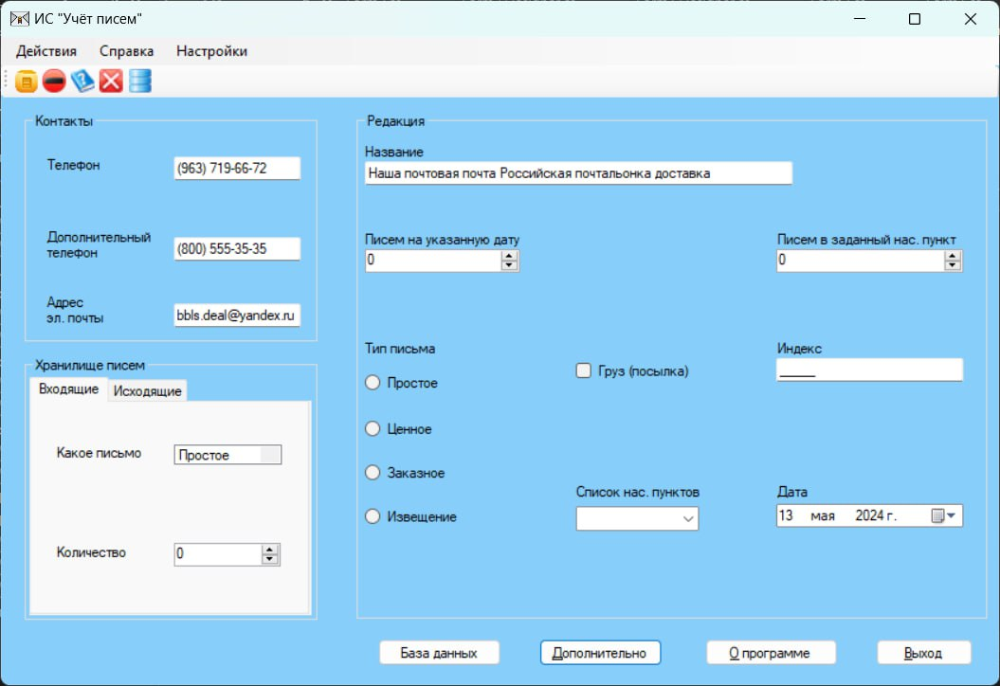 ИС "Учёт писем"
Действия Справка Настройки
Контакты
Телефон (963) 719-66-72
Дополнительный
телефон
(800) 555-35-35
Адрес
эл. почты
bbls.deal@yandex.ru
Хранилище писем
Входящие Исходящие
Какое письмо Простое
Количество 0
Редакция
Название
Наша почтовая почта Российская почтальонка доставка
Писем на указанную дату
0
Писем в заданный нас. пункт
0
Тип письма
Простое
Ценное
Заказное
Извещение
Груз (посылка)
Список нас. пунктов
Индекс
_____
Дата
13 мая 2024 г.
База данных Дополнительно О программе Выход